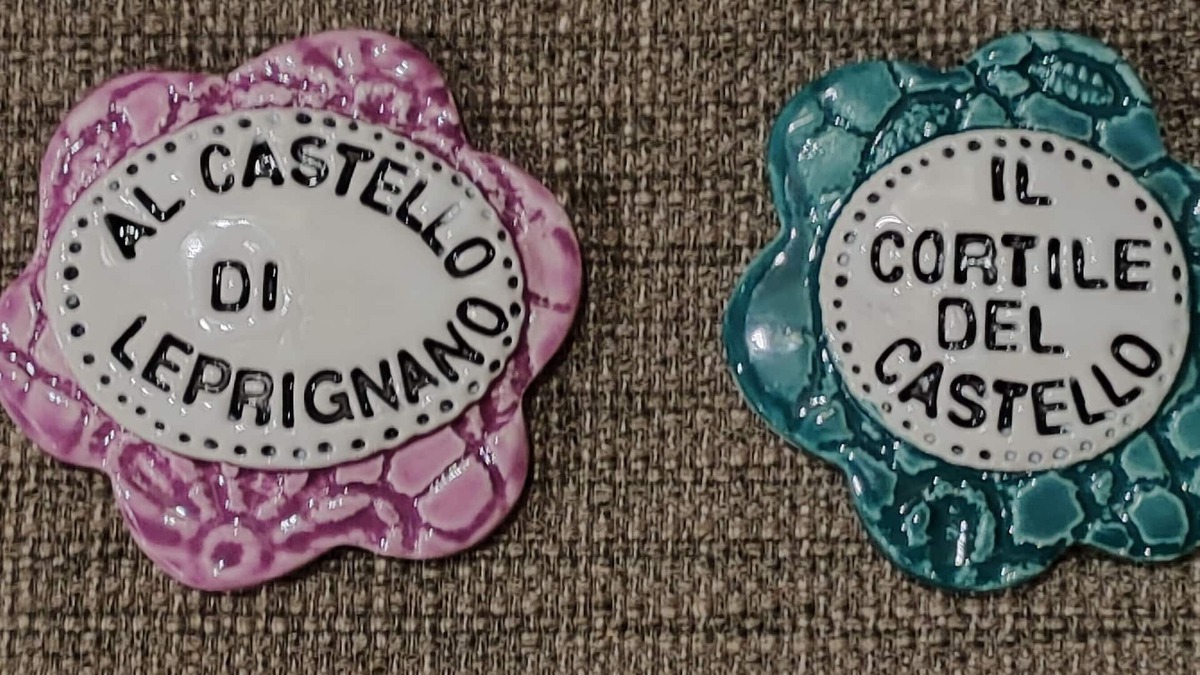 AL CASTELLO
DI
LEPRIGNANO
IL
CORTILE
DEL
CASTELLO